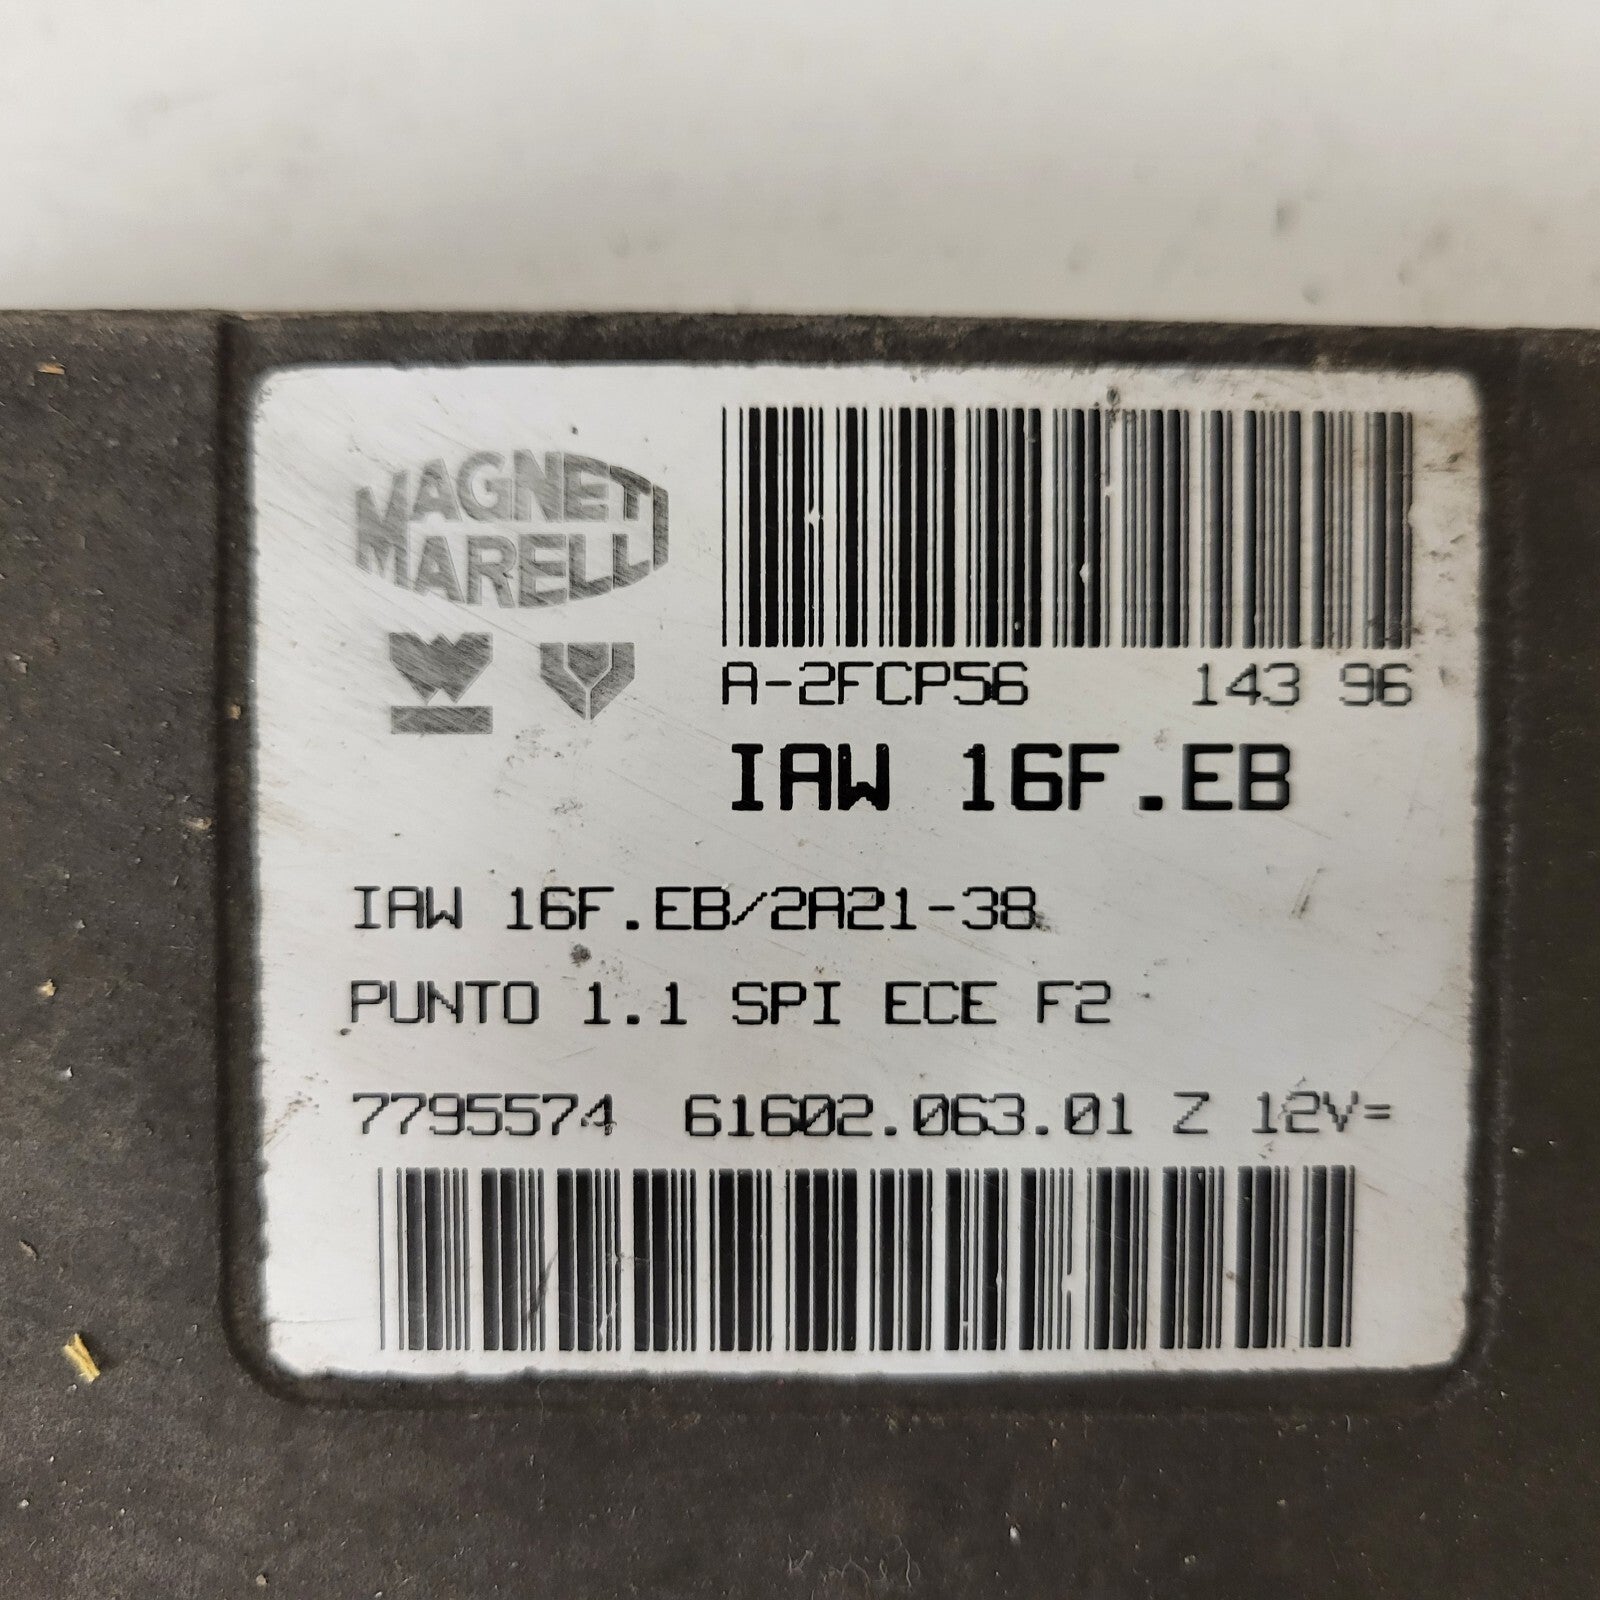 MAGNETI
MARELLI
A-2FCP56 143 96
IAW 16F.EB
IAW 16F.EB/2A21-38
PUNTO 1.1 SPI ECE F2
7795574 61602.063.01 Z 12V=